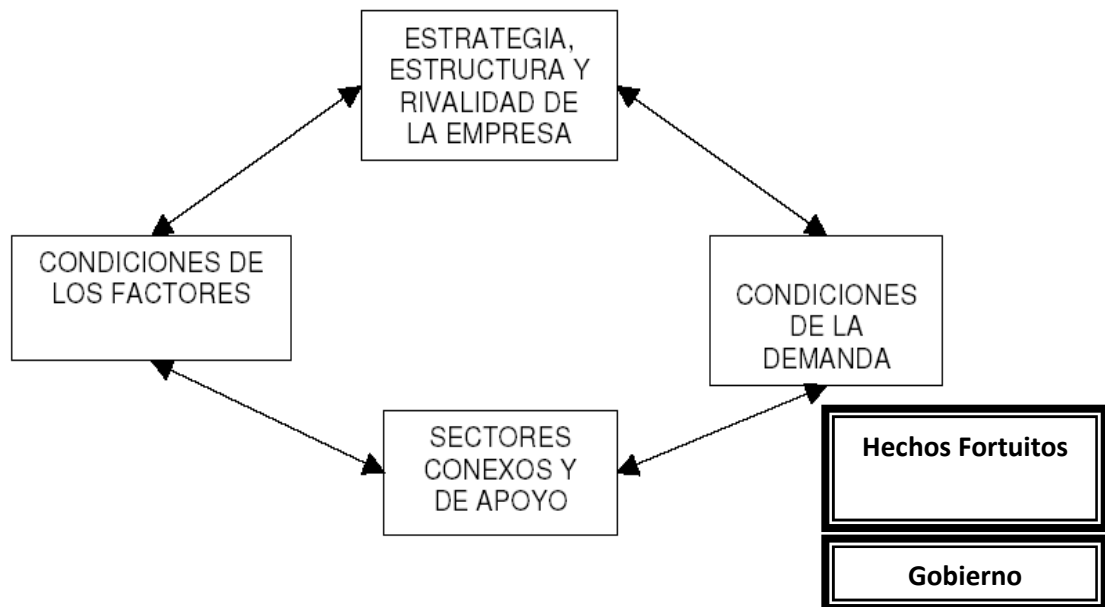 ESTRATEGIA,
ESTRUCTURA Y
RIVALIDAD DE
LA EMPRESA
CONDICIONES DE
LOS FACTORES
CONDICIONES
DE LA
DEMANDA
SECTORES
CONEXOS Y
DE APOYO
Hechos Fortuitos
Gobierno